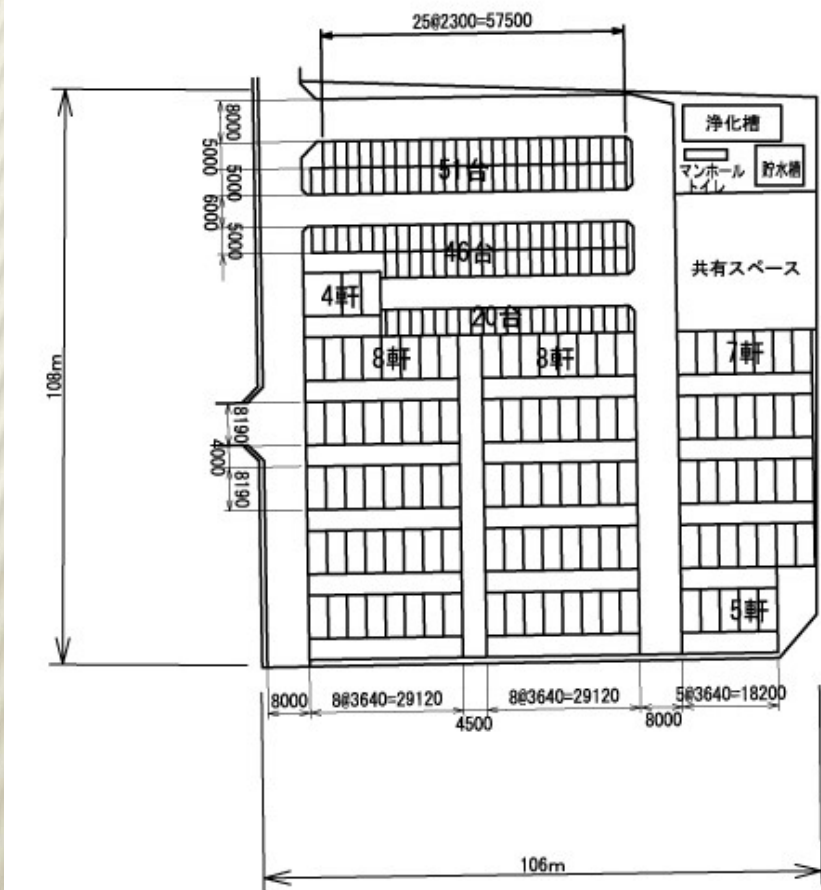 25@2300=57500
8000
5000
5000
6000
5000
51台
46台
20台
浄化槽
マンホール
トイレ
貯水槽
共有スペース
4軒
8軒
8軒
7軒
5軒
108m
8190
4000
8190
8000
8@3640=29120
4500
8@3640=29120
8000
5@3640=18200
106m